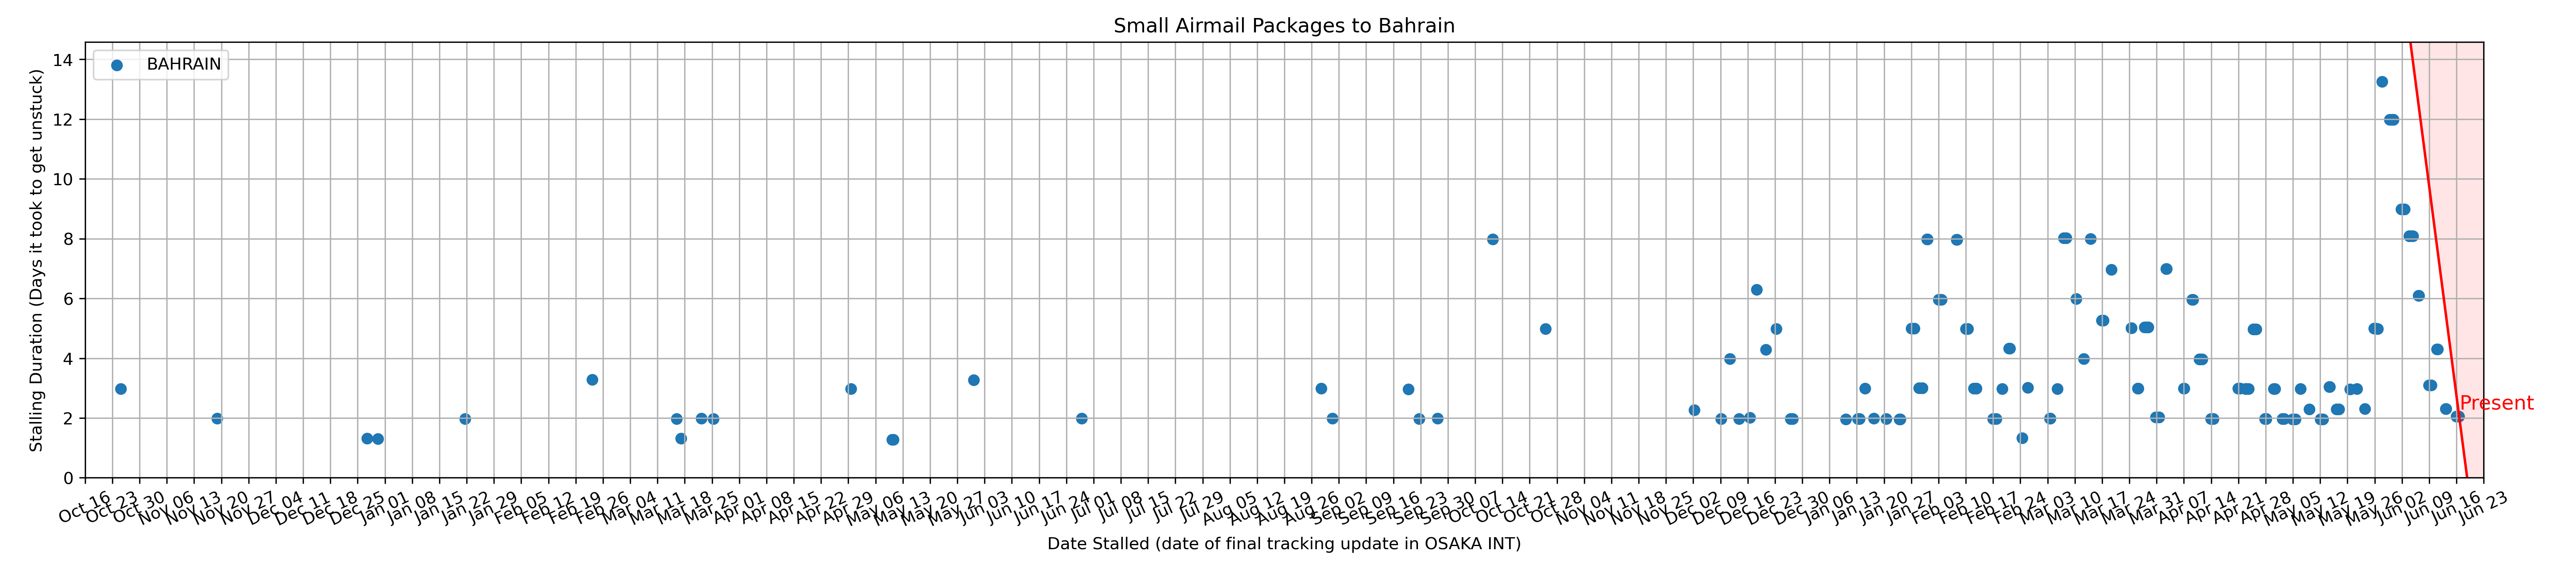 Small Airmail Packages to Bahrain
BAHRAIN
Stalling Duration (Days it took to get unstuck)
14
12
10
8
6
4
2
0
Present
Oct 16
Oct 23
Oct 30
Nov 06
Nov 13
Nov 20
Nov 27
Dec 04
Dec 11
Dec 18
Dec 25
Jan 01
Jan 08
Jan 15
Jan 22
Jan 29
Feb 05
Feb 12
Feb 19
Feb 26
Mar 04
Mar 11
Mar 18
Mar 25
Apr 01
Apr 08
Apr 15
Apr 22
Apr 29
May 06
May 13
May 20
May 27
Jun 03
Jun 10
Jun 17
Jun 24
Jul 01
Jul 08
Jul 15
Jul 22
Jul 29
Aug 05
Aug 12
Aug 19
Aug 26
Sep 02
Sep 09
Sep 16
Sep 23
Sep 30
Oct 07
Oct 14
Oct 21
Oct 28
Nov 04
Nov 11
Nov 18
Nov 25
Dec 02
Dec 09
Dec 16
Dec 23
Dec 30
Jan 06
Jan 13
Jan 20
Jan 27
Feb 03
Feb 10
Feb 17
Feb 24
Mar 03
Mar 10
Mar 17
Mar 24
Mar 31
Apr 07
Apr 14
Apr 21
Apr 28
May 05
May 12
May 19
May 26
Jun 02
Jun 09
Jun 16
Jun 23
Date Stalled (date of final tracking update in OSAKA INT)